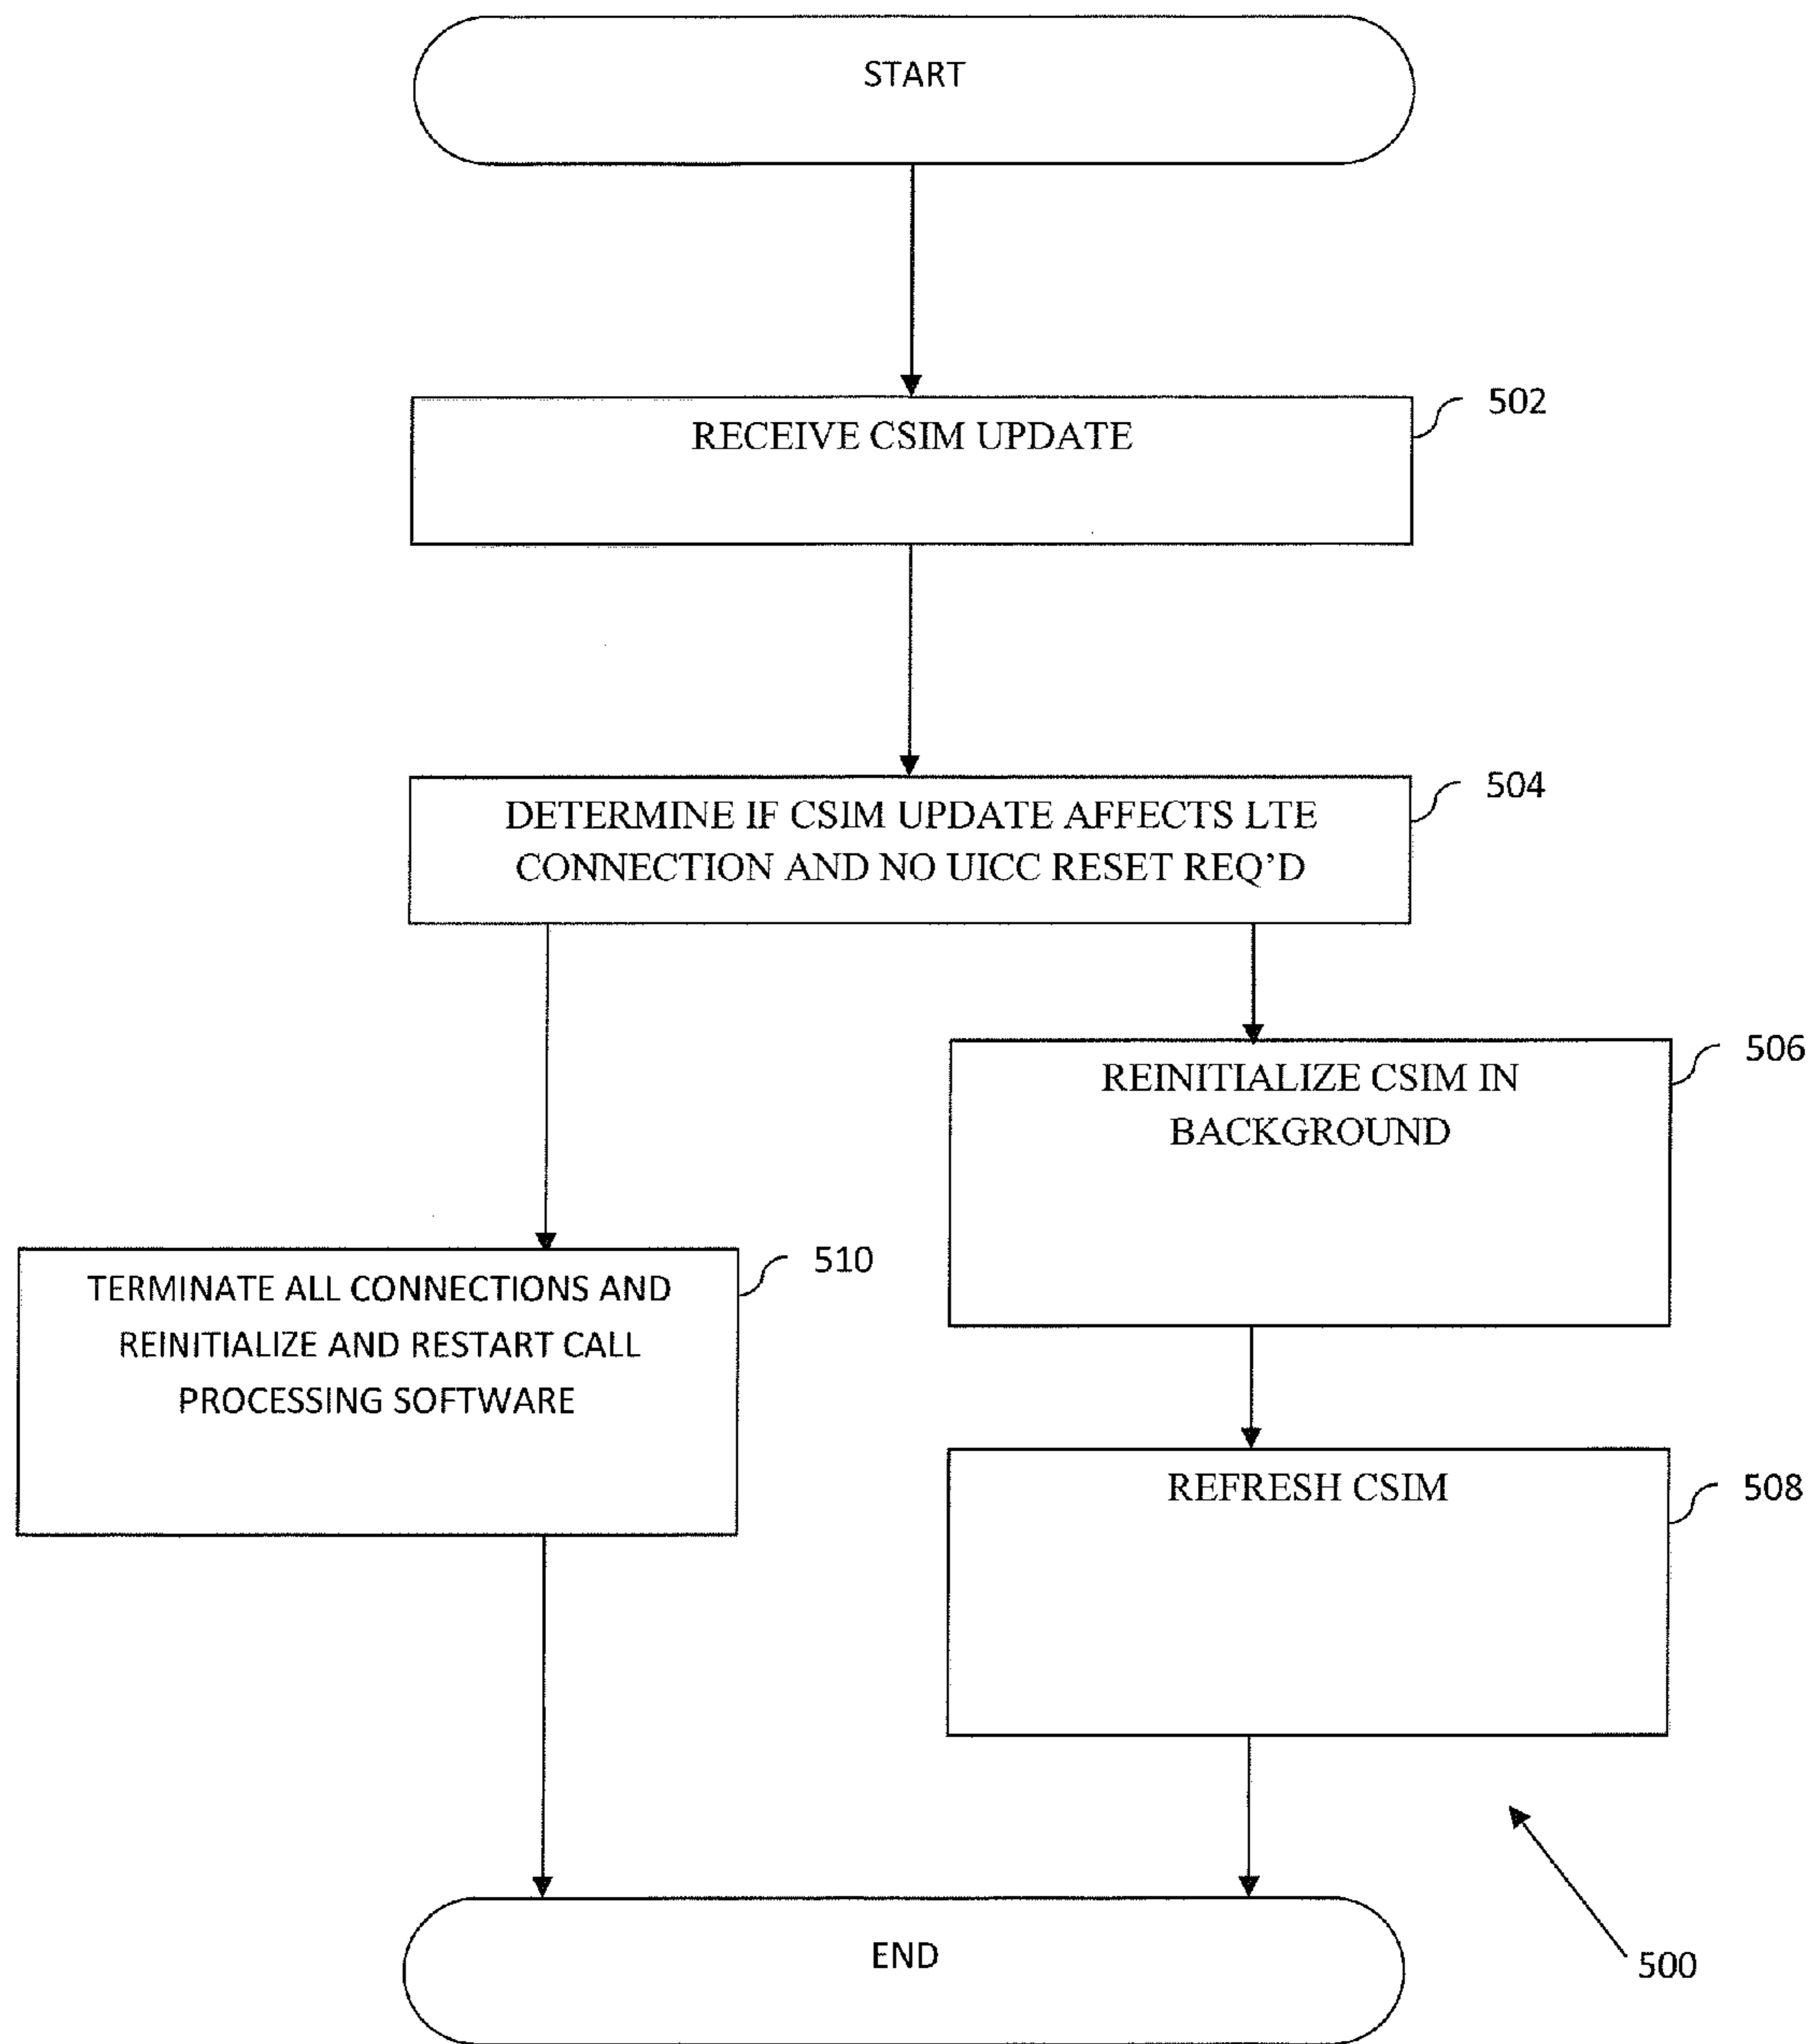 START
RECEIVE CSIM UPDATE
502
DETERMINE IF CSIM UPDATE AFFECTS LTE
CONNECTION AND NO UICC RESET REQ'D
504
REINITIALIZE CSIM IN
BACKGROUND
506
TERMINATE ALL CONNECTIONS AND
REINITIALIZE AND RESTART CALL
PROCESSING SOFTWARE
510
REFRESH CSIM
508
END
500